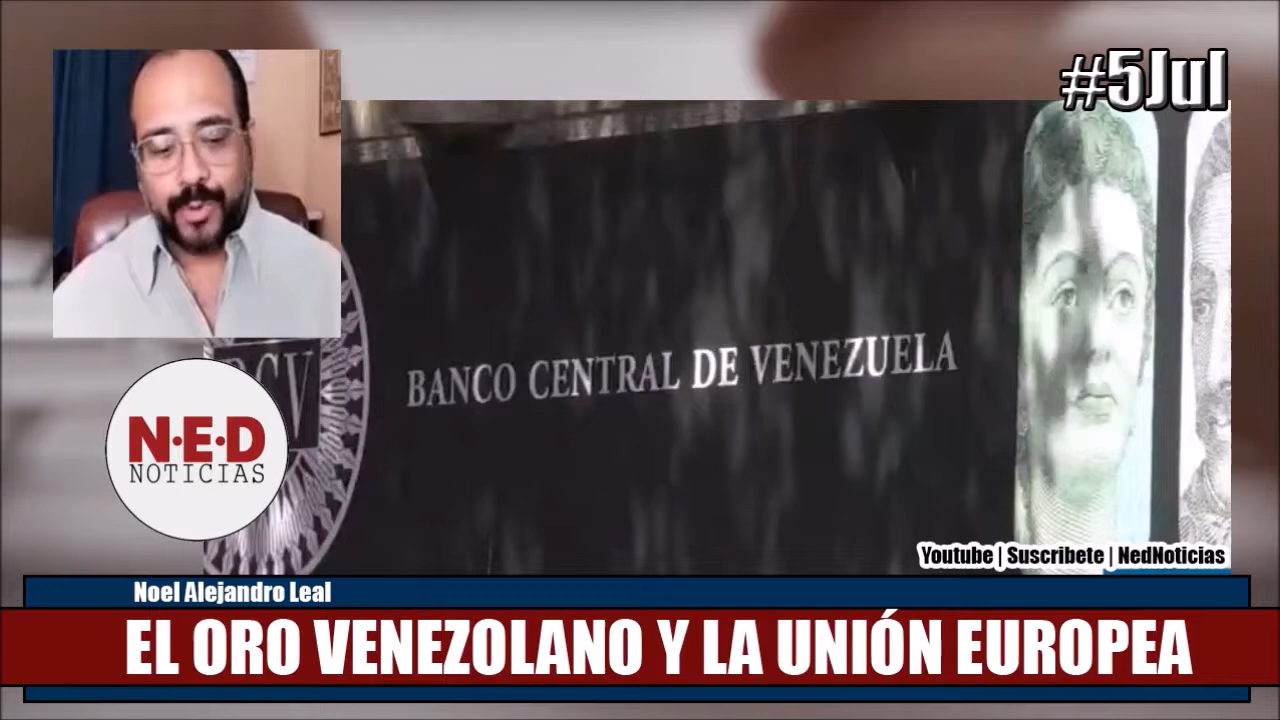 #5Jul
BCV
BANCO CENTRAL DE VENEZUELA
N·E·D
NOTICIAS
Youtube | Suscribete | NedNoticias
Noel Alejandro Leal
EL ORO VENEZOLANO Y LA UNIÓN EUROPEA